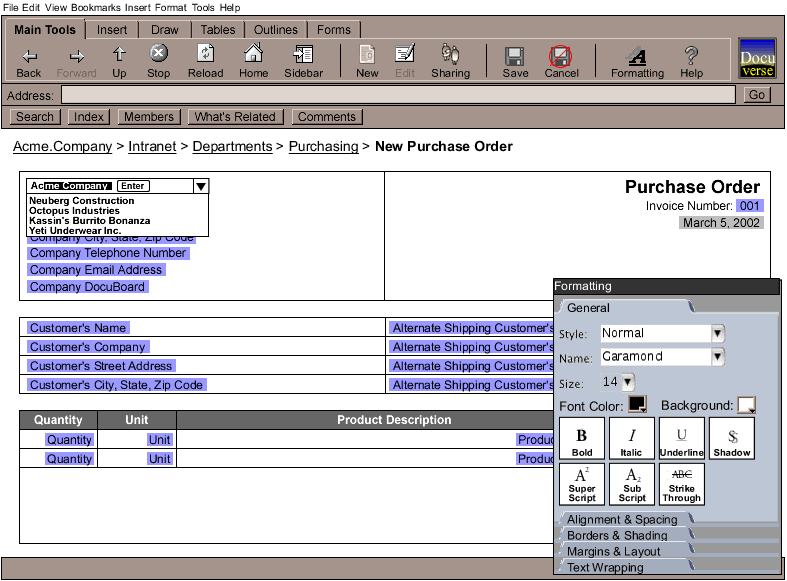 File Edit View Bookmarks Insert Format Tools Help
Main Tools Insert Draw Tables Outlines Forms
Back Forward Up Stop Reload Home Sidebar New Edit Sharing Save Cancel Formatting Help
Docu
verse
Address: Go
Search Index Members What's Related Comments
Acme.Company > Intranet > Departments > Purchasing > New Purchase Order
Acme Company Enter
Neuberg Construction
Octopus Industries
Kassin's Burrito Bonanza
Yeti Underwear Inc.
Company City, State, Zip Code
Company Telephone Number
Company Email Address
Company DocuBoard
Purchase Order
Invoice Number: 001
March 5, 2002
Customer's Name Alternate Shipping Customer's
Customer's Company Alternate Shipping Customer's
Customer's Street Address Alternate Shipping Customer's
Customer's City, State, Zip Code Alternate Shipping Customer's
Quantity Unit Product Description
Quantity Unit Produc
Quantity Unit Produc
Formatting
General
Style: Normal
Name: Garamond
Size: 14
Font Color: Background:
B I U S
Bold Italic Underline Shadow
A2 A2 ABC
Super Script Sub Script Strike Through
Alignment & Spacing
Borders & Shading
Margins & Layout
Text Wrapping